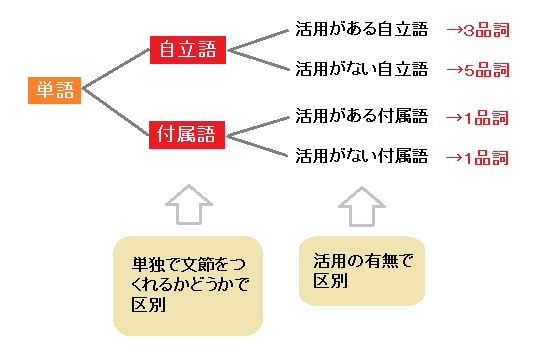 単語
自立語
活用がある自立語 →3品詞
活用がない自立語 →5品詞
付属語
活用がある付属語 →1品詞
活用がない付属語 →1品詞
単独で文節をつ
くれるかどうかで
区別
活用の有無で
区別